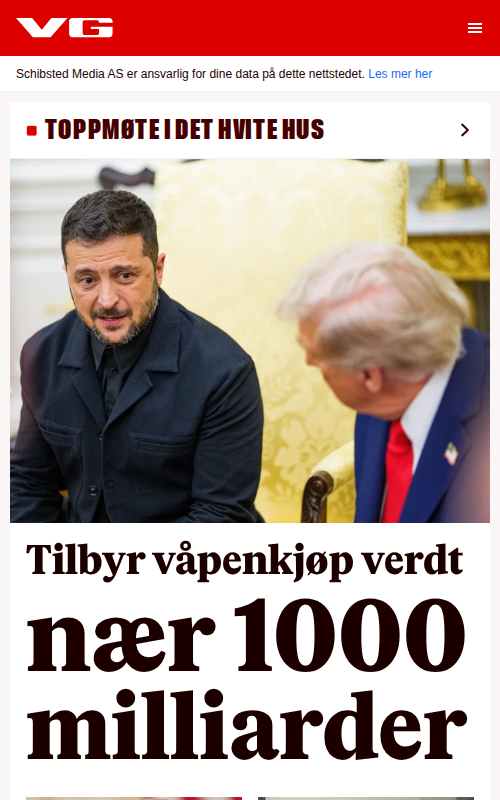 VG
Schibsted Media AS er ansvarlig for dine data på dette nettstedet. Les mer her
TOPPMØTE I DET HVITE HUS
Tilbyr våpenkjøp verdt
nær 1000
milliarder